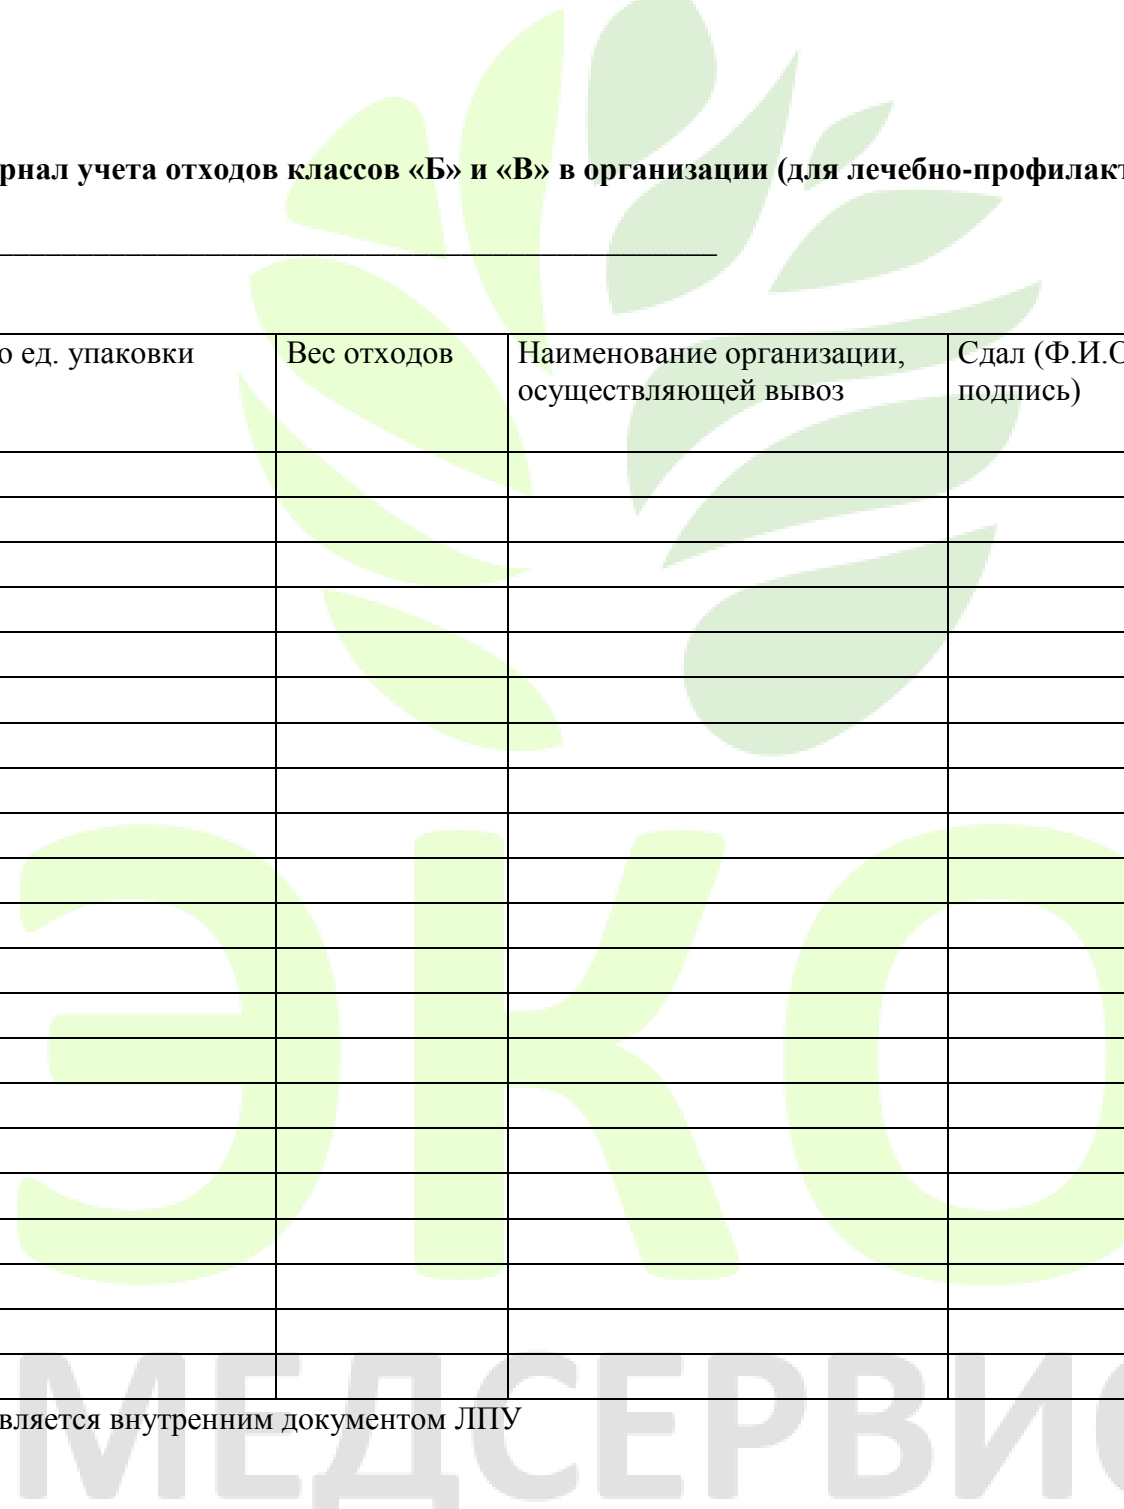 рнал учета отходов классов «Б» и «В» в организации (для лечебно-профилакт
о ед. упаковки
Вес отходов
Наименование организации,
осуществляющей вывоз
Сдал (Ф.И.О
подпись)
вляется внутренним документом ЛПУ
ЭКО
МЕДСЕРВИС